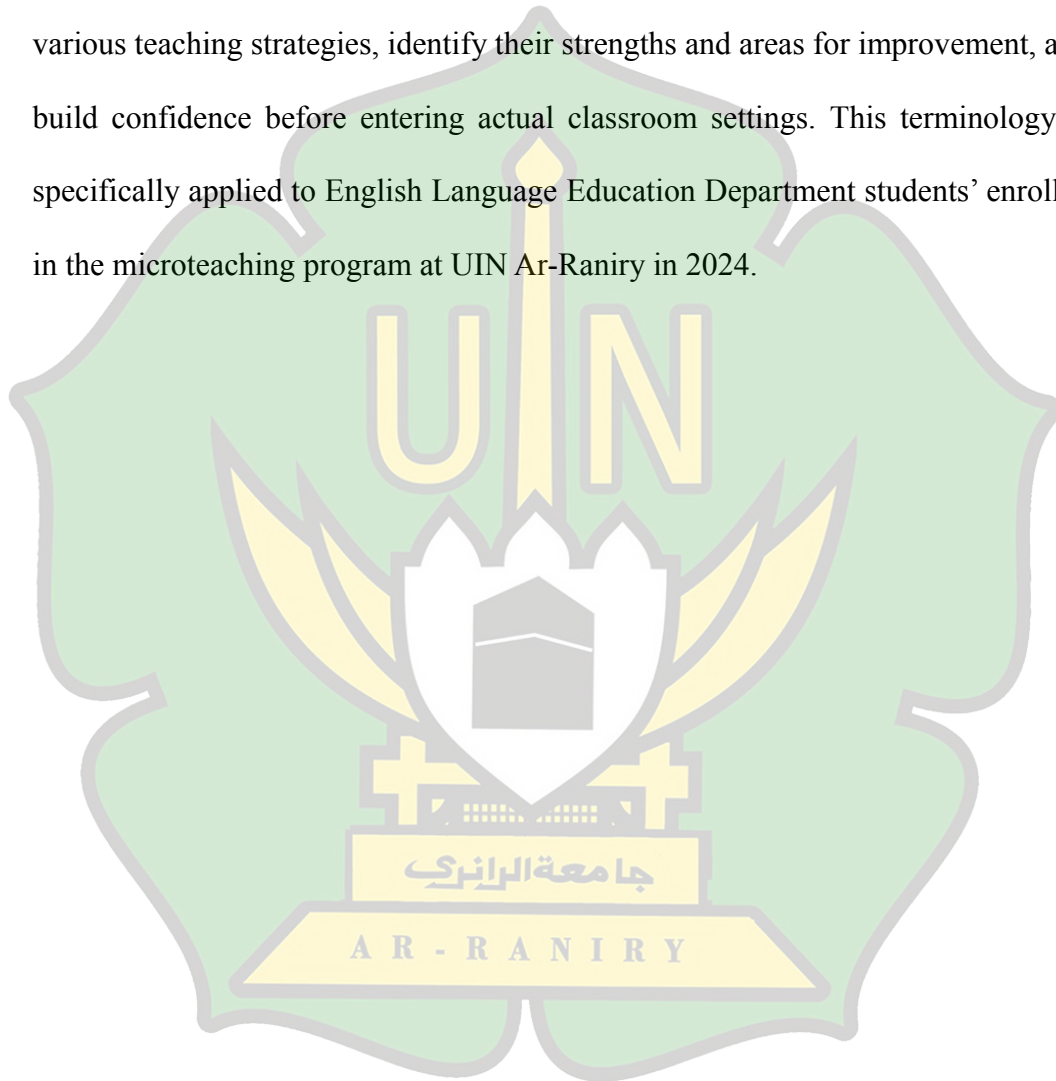 various teaching strategies, identify their strengths and areas for improvement, a
build confidence before entering actual classroom settings. This terminology
specifically applied to English Language Education Department students’ enroll
in the microteaching program at UIN Ar-Raniry in 2024.
UIN
جامعةالرانري
AR-RANIRY